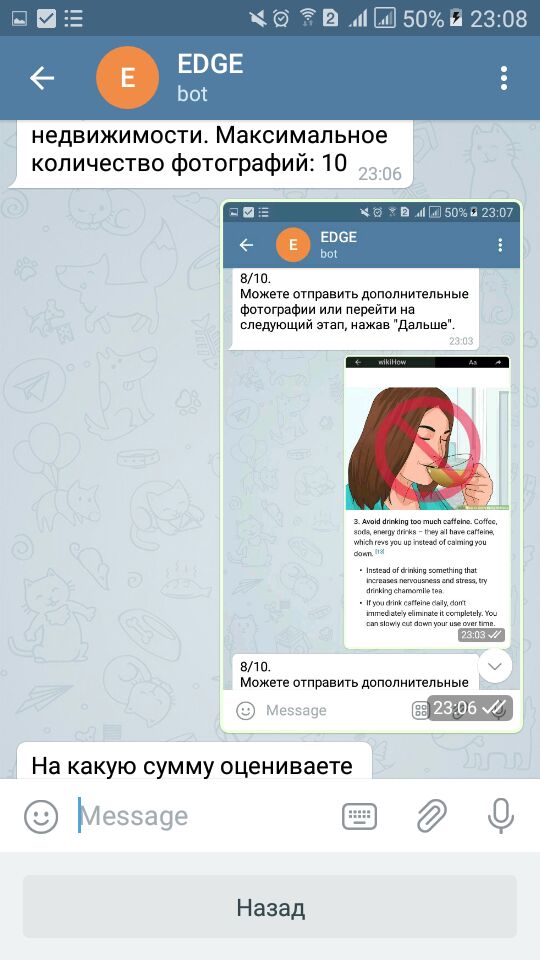 50% 23:08
E
EDGE
bot
недвижимости. Максимальное
количество фотографий: 10 23:06
50% 23:07
E
EDGE
bot
8/10.
Можете отправить дополнительные
фотографии или перейти на
следующий этап, нажав "Дальше".
23:03
wikiHow Aa
3. Avoid drinking too much caffeine. Coffee,
soda, energy drinks – they all have caffeine,
which revs you up instead of calming you
down. [13]
• Instead of drinking something that
increases nervousness and stress, try
drinking chamomile tea.
• If you drink caffeine daily, don't
immediately eliminate it completely. You
can slowly cut down your use over time.
23:03
8/10.
Можете отправить дополнительные
Message
23:06
На какую сумму оцениваете
Message
Назад